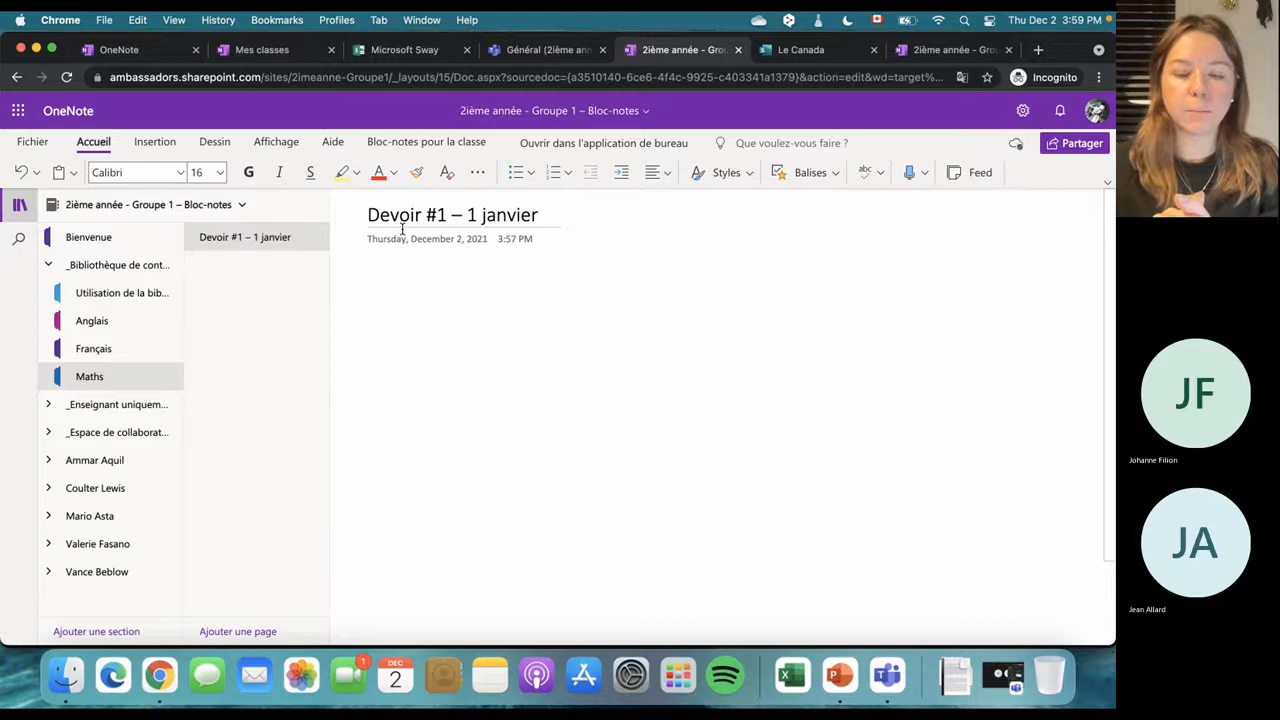 Chrome File Edit View History Bookmarks Profiles Tab Window Help Thu Dec 2 3:59 PM
OneNote Mes classes Microsoft Sway Général (2ième an 2ième année - Grou Le Canada 2ième année - Grou
ambassadors.sharepoint.com/sites/2imeanne-Groupe1/_layouts/15/Doc.aspx?sourcedoc={a3510140-6ce6-4f4c-9925-c403341a1379}&action=edit&wd=target%... Incognito
OneNote 2ième année - Groupe 1 – Bloc-notes
Fichier Accueil Insertion Dessin Affichage Aide Bloc-notes pour la classe Ouvrir dans l'application de bureau Que voulez-vous faire ? Partager
Calibri 16 G I S A Styles Balises abc Feed
2ième année - Groupe 1 – Bloc-notes
Bienvenue
_Bibliothèque de cont...
Utilisation de la bib...
Anglais
Français
Maths
_Enseignant uniquem...
_Espace de collaborat...
Ammar Aquil
Coulter Lewis
Mario Asta
Valerie Fasano
Vance Beblow
Ajouter une section
Devoir #1 – 1 janvier
Ajouter une page
Devoir #1 – 1 janvier
Thursday, December 2, 2021 3:57 PM
JF
Johanne Filion
JA
Jean Allard
1
DEC
2